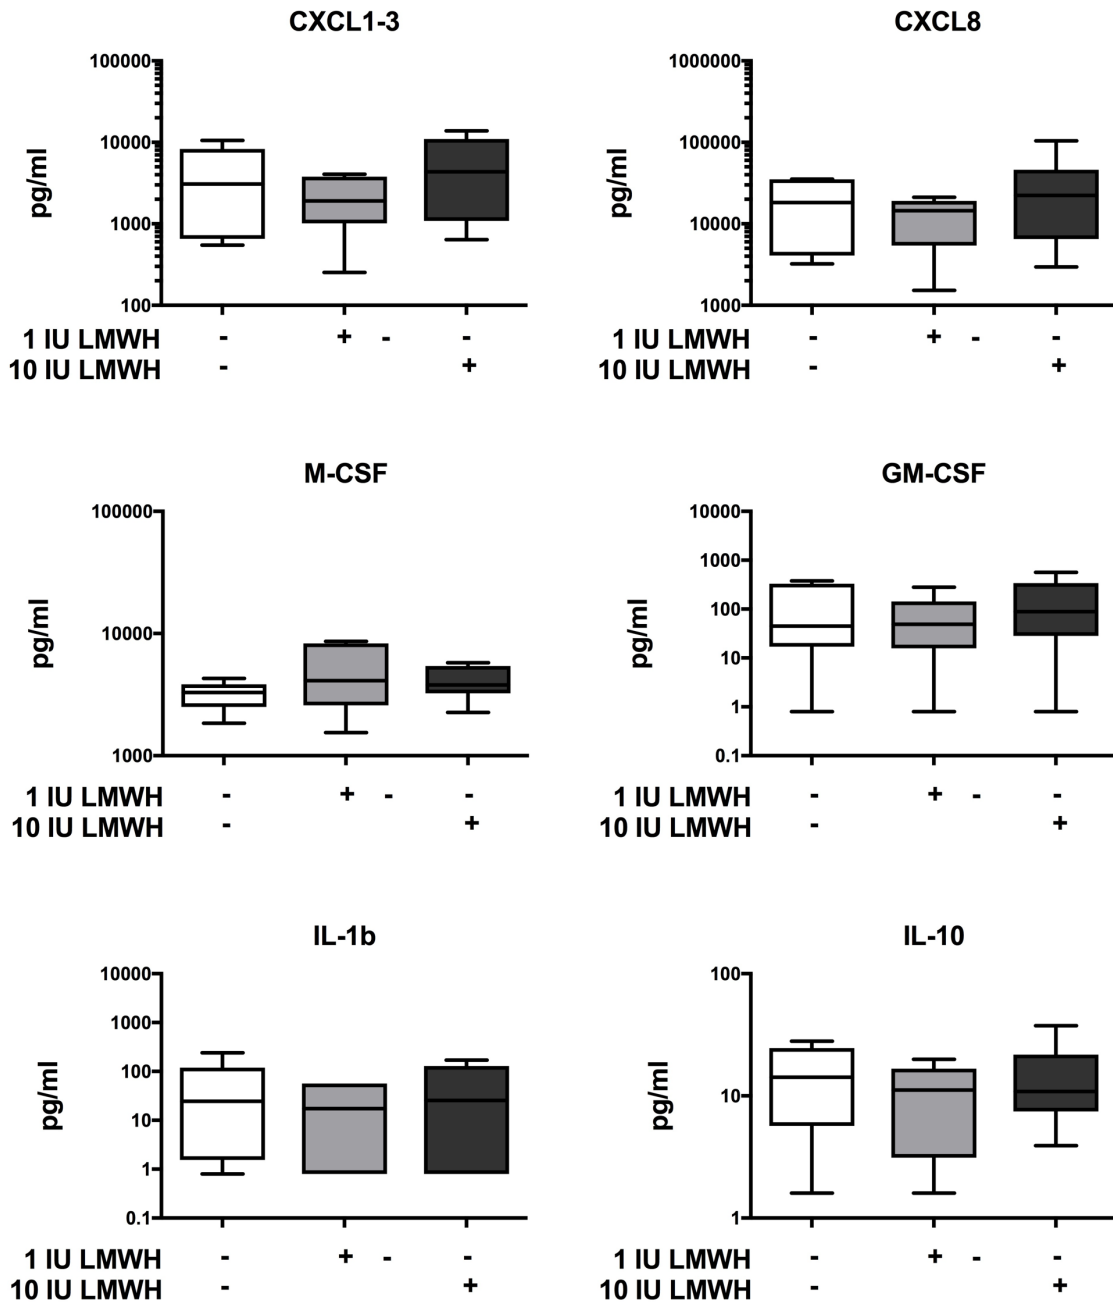 CXCL1-3
100000
10000
1000
100
pg/ml
1 IU LMWH - + - -
10 IU LMWH - +
CXCL8
1000000
100000
10000
1000
pg/ml
1 IU LMWH - + - -
10 IU LMWH - +
M-CSF
100000
10000
1000
pg/ml
1 IU LMWH - + - -
10 IU LMWH - +
GM-CSF
10000
1000
100
10
1
0.1
pg/ml
1 IU LMWH - + - -
10 IU LMWH - +
IL-1b
10000
1000
100
10
1
0.1
pg/ml
1 IU LMWH - + - -
10 IU LMWH - +
IL-10
100
10
1
pg/ml
1 IU LMWH - + - -
10 IU LMWH - +